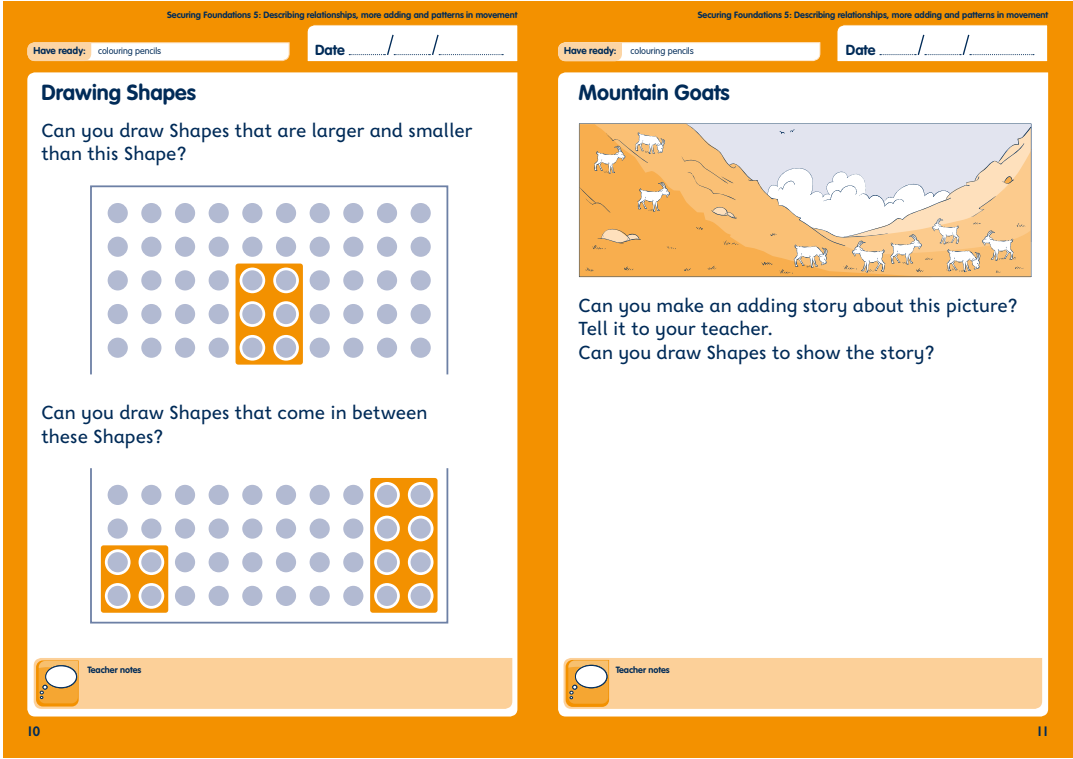 Securing Foundations 5: Describing relationships, more adding and patterns in movement
Have ready: colouring pencils
Date ........./........./...............
Drawing Shapes
Can you draw Shapes that are larger and smaller
than this Shape?
Can you draw Shapes that come in between
these Shapes?
Teacher notes
10
Securing Foundations 5: Describing relationships, more adding and patterns in movement
Have ready: colouring pencils
Date ........./........./...............
Mountain Goats
Can you make an adding story about this picture?
Tell it to your teacher.
Can you draw Shapes to show the story?
Teacher notes
11